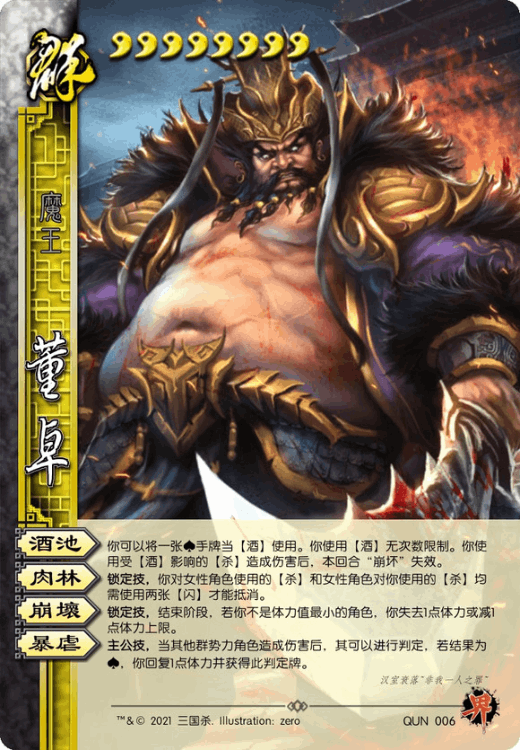 群
魔王
董卓
酒池
你可以将一张♠手牌当【酒】使用。你使用【酒】无次数限制。你使
用受【酒】影响的【杀】造成伤害后，本回合“崩坏”失效。
肉林
锁定技，你对女性角色使用的【杀】和女性角色对你使用的【杀】均
需使用两张【闪】才能抵消。
崩壞
锁定技，结束阶段，若你不是体力值最小的角色，你失去1点体力或减1
点体力上限。
暴虐
主公技，当其他群势力角色造成伤害后，其可以进行判定，若结果为
♠，你回复1点体力并获得此判定牌。
汉室衰落~非我一人之罪~
™&© 2021 三国杀. illustration: zero
QUN 006
界